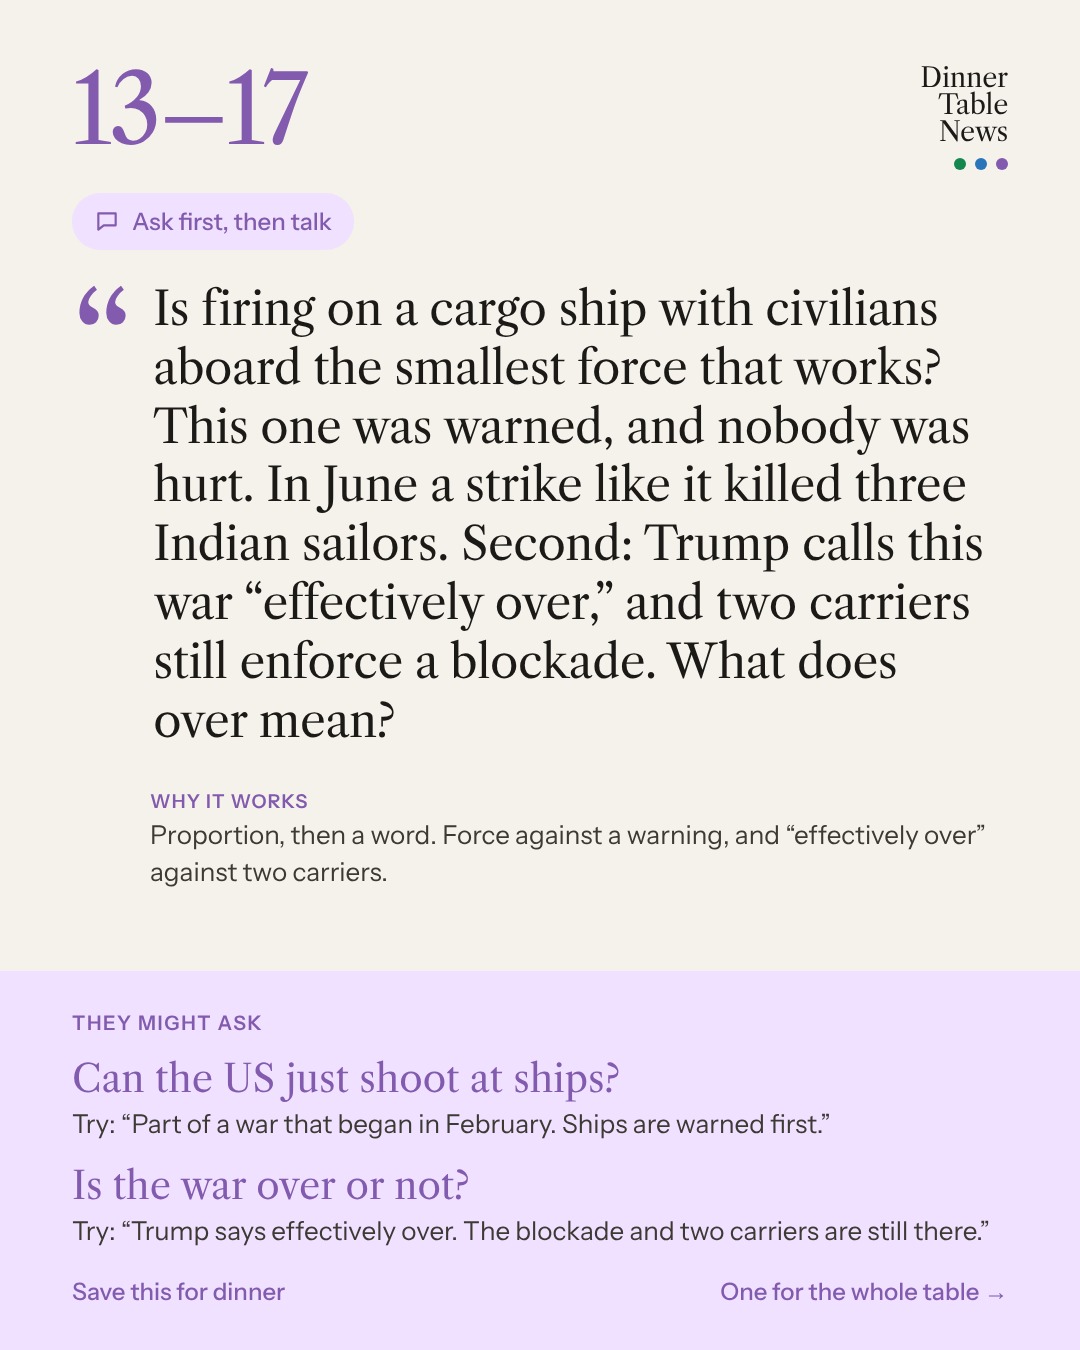 13–17
Dinner
Table
News
Ask first, then talk
“Is firing on a cargo ship with civilians
aboard the smallest force that works?
This one was warned, and nobody was
hurt. In June a strike like it killed three
Indian sailors. Second: Trump calls this
war “effectively over,” and two carriers
still enforce a blockade. What does
over mean?
WHY IT WORKS
Proportion, then a word. Force against a warning, and “effectively over”
against two carriers.
THEY MIGHT ASK
Can the US just shoot at ships?
Try: “Part of a war that began in February. Ships are warned first.”
Is the war over or not?
Try: “Trump says effectively over. The blockade and two carriers are still there.”
Save this for dinner
One for the whole table →